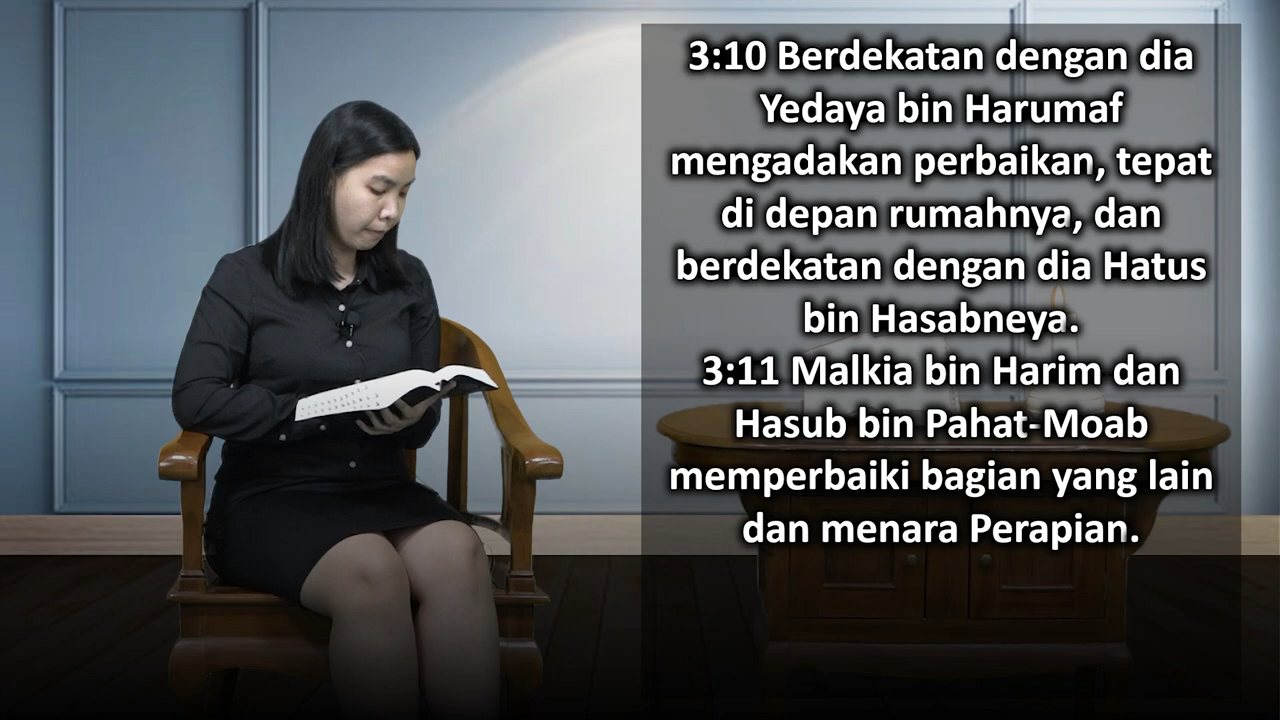 3:10 Berdekatan dengan dia
Yedaya bin Harumaf
mengadakan perbaikan, tepat
di depan rumahnya, dan
berdekatan dengan dia Hatus
bin Hasabneya.
3:11 Malkia bin Harim dan
Hasub bin Pahat-Moab
memperbaiki bagian yang lain
dan menara Perapian.